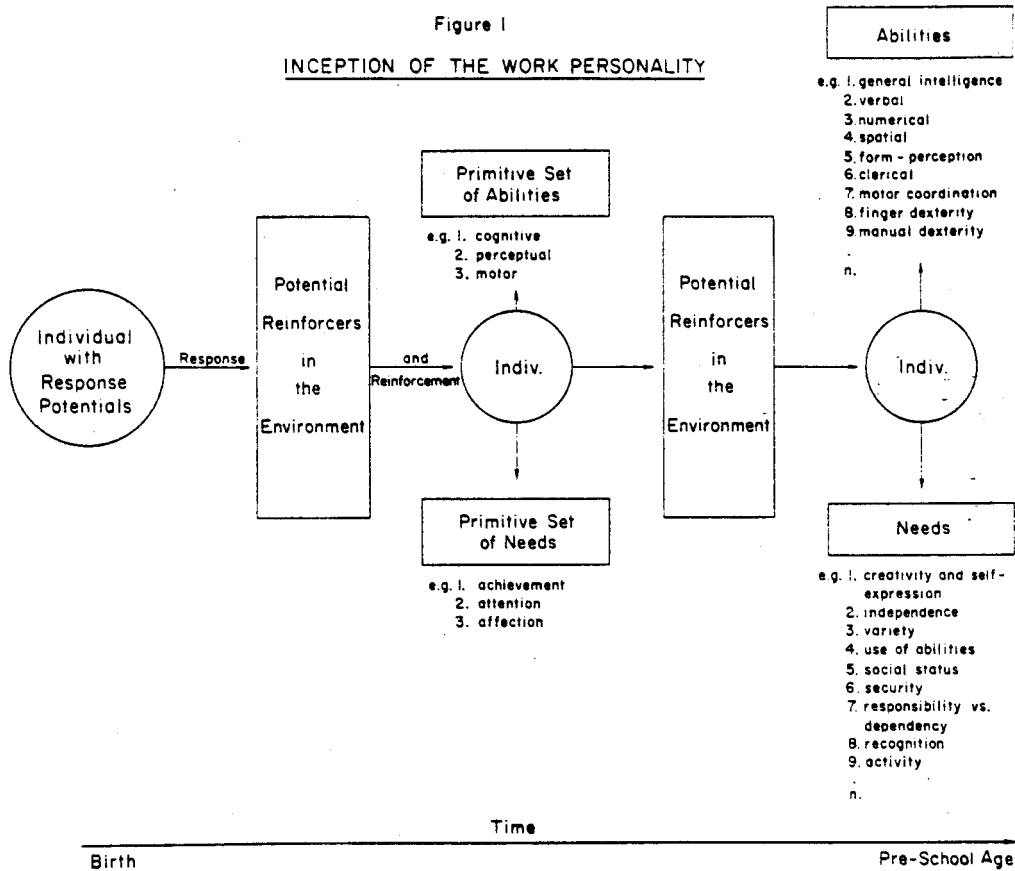 Figure 1
INCEPTION OF THE WORK PERSONALITY
Individual
with
Response
Potentials
Response
Potential
Reinforcers
in
the
Environment
and
Reinforcement
Primitive Set
of Abilities
e.g. 1. cognitive
2. perceptual
3. motor
Indiv.
Primitive Set
of Needs
e.g. 1. achievement
2. attention
3. affection
Potential
Reinforcers
in
the
Environment
Abilities
e.g. 1. general intelligence
2. verbal
3. numerical
4. spatial
5. form - perception
6. clerical
7. motor coordination
8. finger dexterity
9. manual dexterity
.
n.
Indiv.
Needs
e.g. 1. creativity and self-
expression
2. independence
3. variety
4. use of abilities
5. social status
6. security
7. responsibility vs.
dependency
8. recognition
9. activity
n.
Time
Birth
Pre-School Age